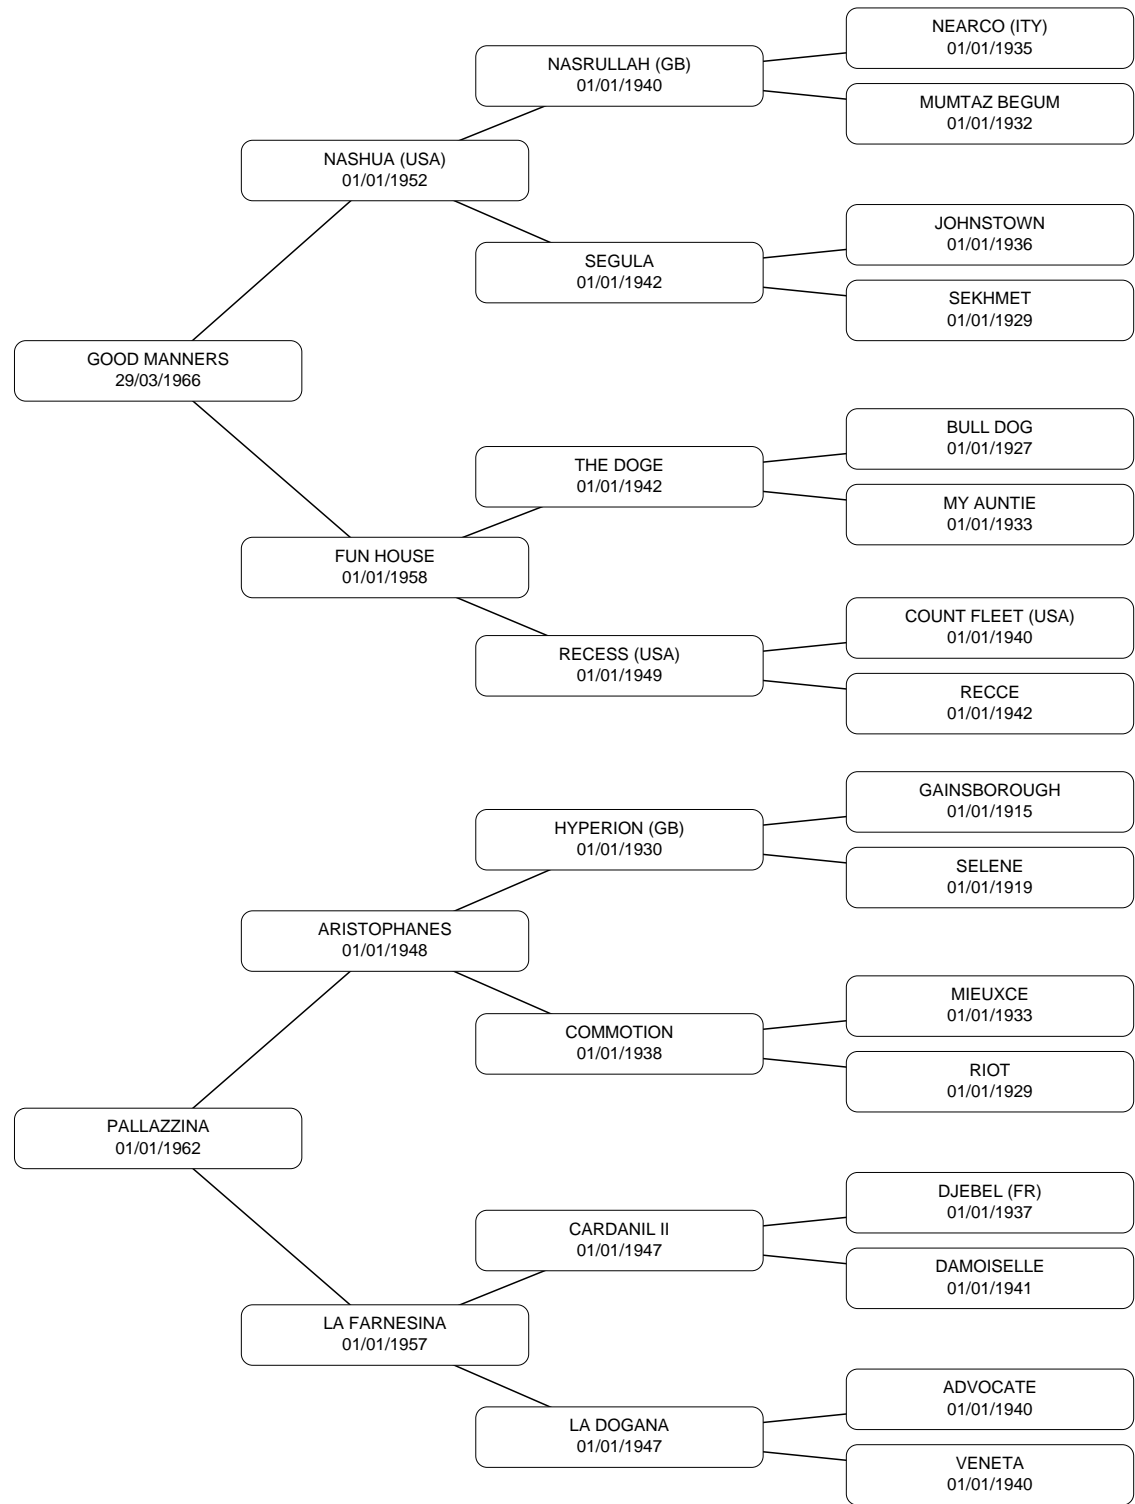 NEARCO (ITY)
01/01/1935
NASRULLAH (GB)
01/01/1940
MUMTAZ BEGUM
01/01/1932
NASHUA (USA)
01/01/1952
JOHNSTOWN
01/01/1936
SEGULA
01/01/1942
SEKHMET
01/01/1929
GOOD MANNERS
29/03/1966
BULL DOG
01/01/1927
THE DOGE
01/01/1942
MY AUNTIE
01/01/1933
FUN HOUSE
01/01/1958
COUNT FLEET (USA)
01/01/1940
RECESS (USA)
01/01/1949
RECCE
01/01/1942
GAINSBOROUGH
01/01/1915
HYPERION (GB)
01/01/1930
SELENE
01/01/1919
ARISTOPHANES
01/01/1948
MIEUXCE
01/01/1933
COMMOTION
01/01/1938
RIOT
01/01/1929
PALLAZZINA
01/01/1962
DJEBEL (FR)
01/01/1937
CARDANIL II
01/01/1947
DAMOISELLE
01/01/1941
LA FARNESINA
01/01/1957
ADVOCATE
01/01/1940
LA DOGANA
01/01/1947
VENETA
01/01/1940